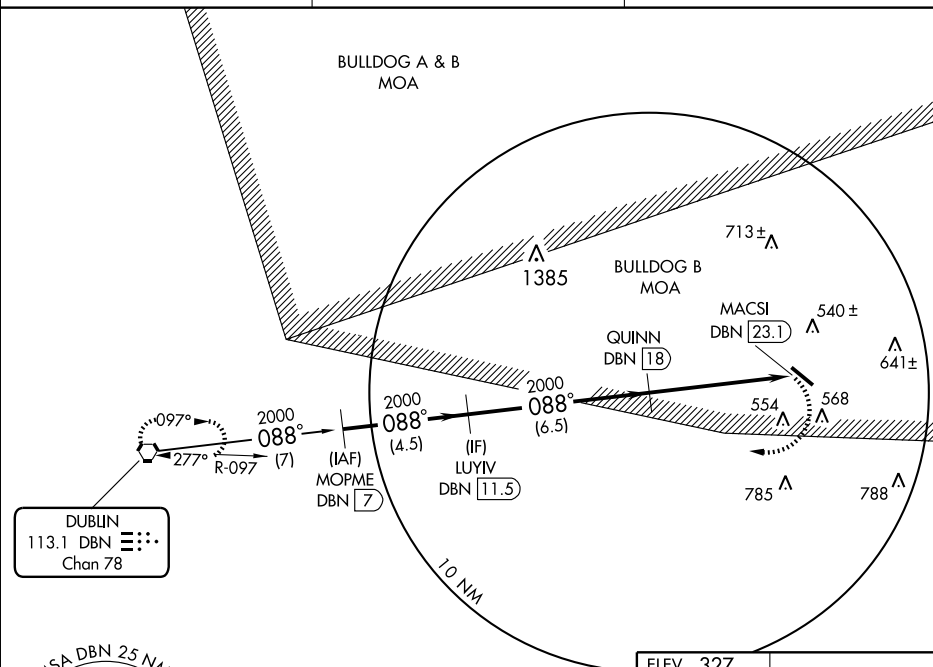 BULLDOG A & B
MOA
1385
713±
BULLDOG B
MOA
MACSI
DBN 23.1
540 ±
641±
QUINN
DBN 18
554
568
2000
088°
(6.5)
2000
088°
(4.5)
2000
088°
(7)
097°
277°
R-097
(IAF)
MOPME
DBN 7
(IF)
LUYIV
DBN 11.5
785
788
DUBLIN
113.1 DBN
Chan 78
10 NM
MSA DBN 25 NM
ELEV 327